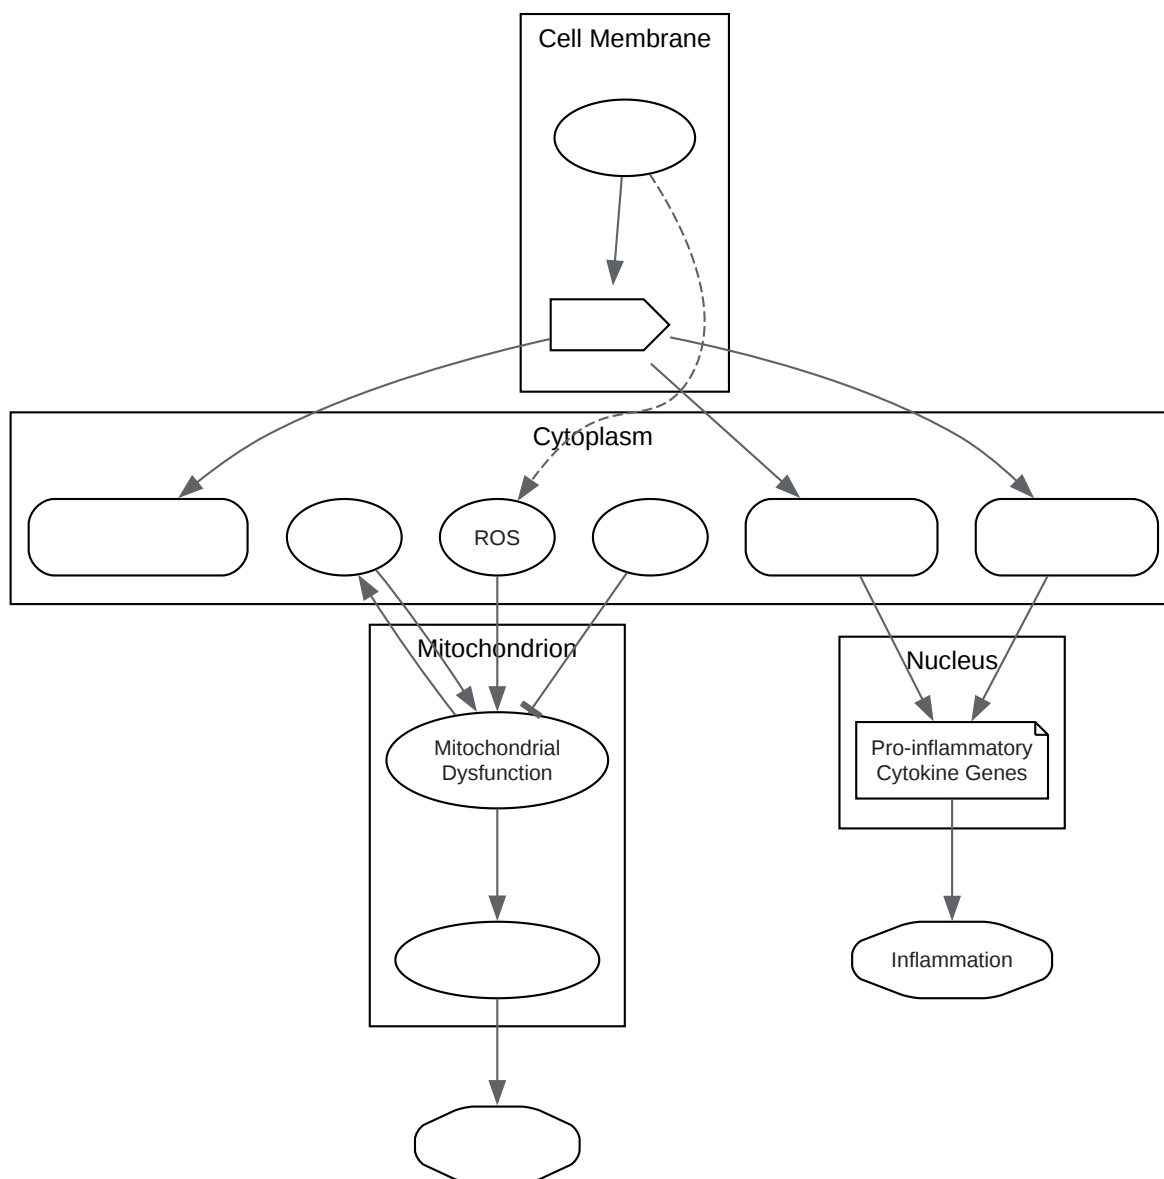 Cell Membrane
Cytoplasm
ROS
Mitochondrion
Nucleus
Mitochondrial
Dysfunction
Pro-inflammatory
Cytokine Genes
Inflammation